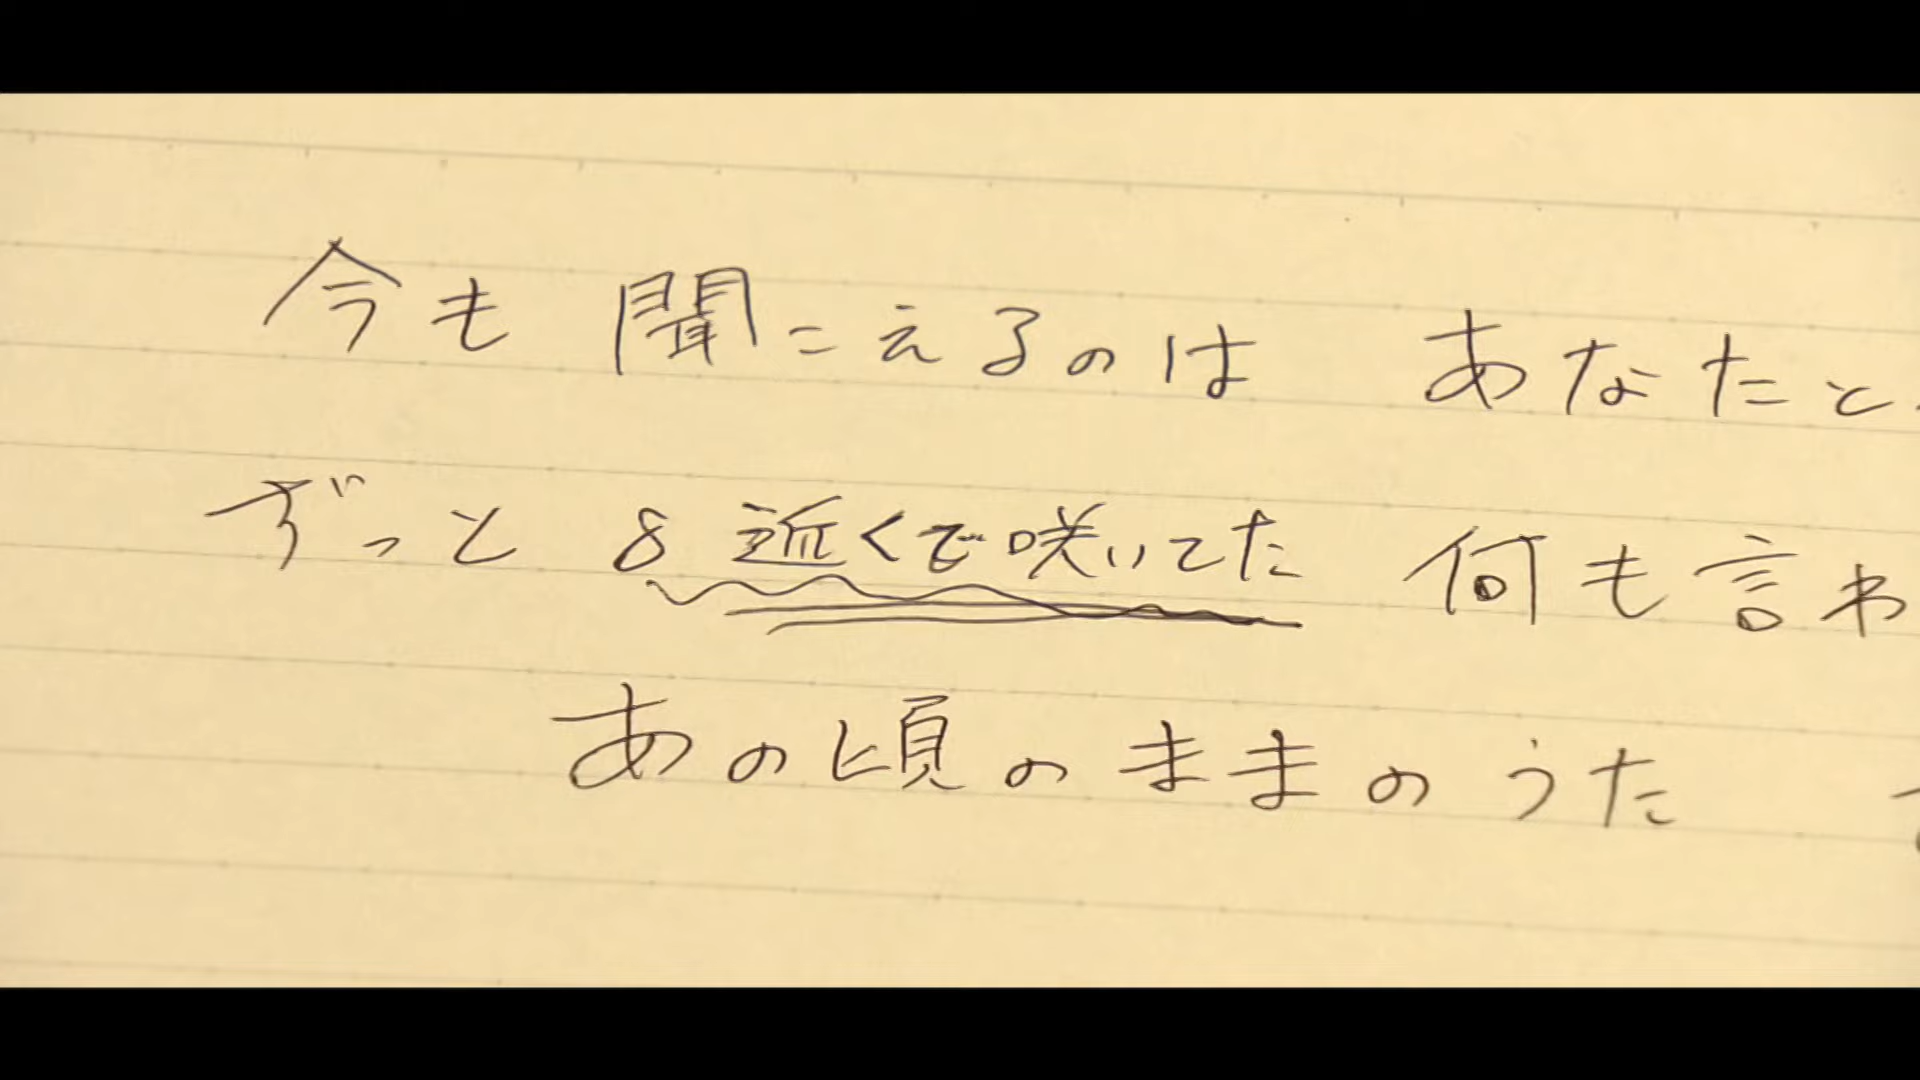 今も 聞こえるのは あなたと
ずっと 近くで咲いてた 何も言わ
あの頃のままのうた